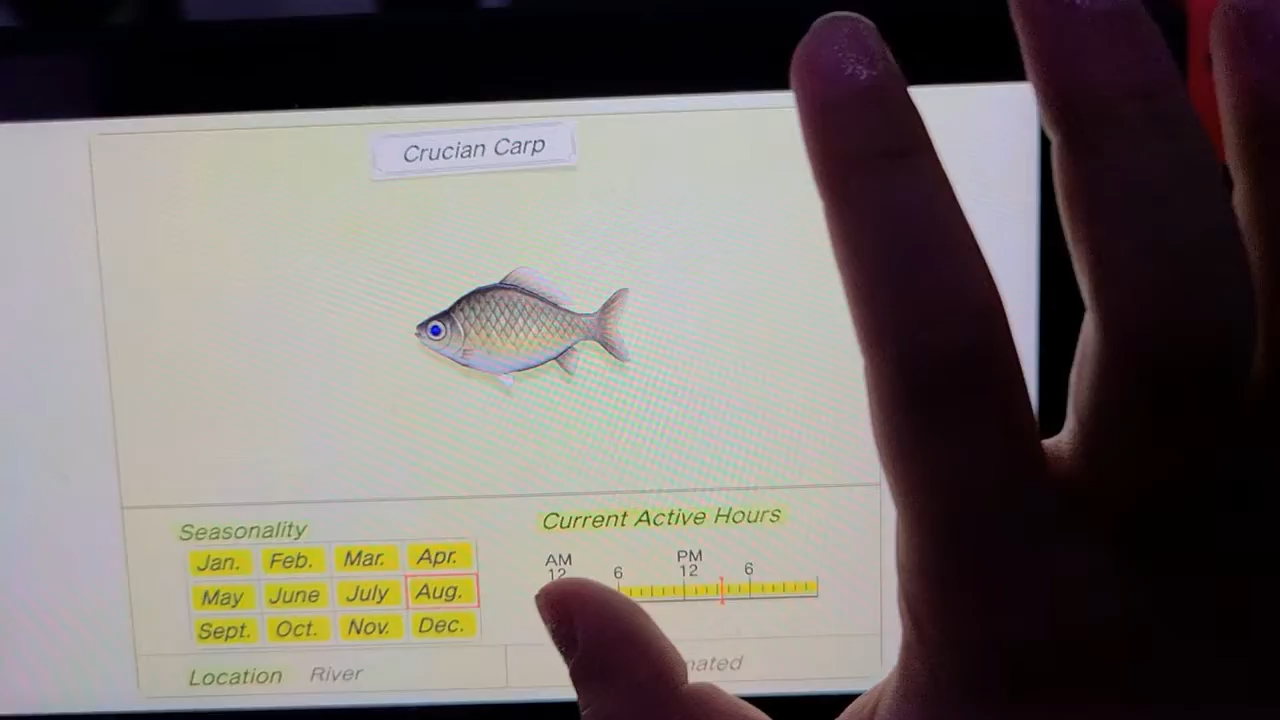 Crucian Carp
Seasonality
Jan. Feb. Mar. Apr.
May June July Aug.
Sept. Oct. Nov. Dec.
Current Active Hours
AM PM
12 6 12 6
Location River